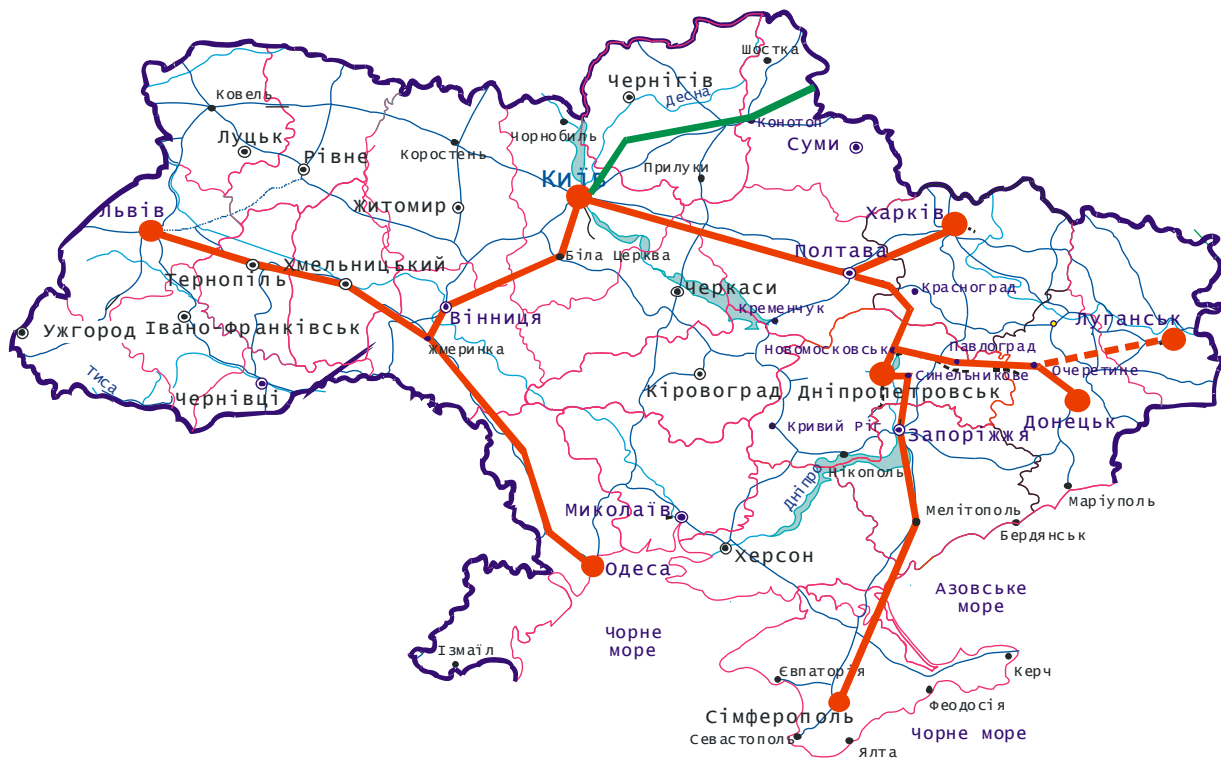 Шостка
Чернігів
Десна
Ковель
Конотоп
Чорнобиль
Луцьк
Рівне
Коростень
Суми
Прилуки
Київ
Житомир
Львів
Харків
Полтава
Біла Церква
Хмельницький
Тернопіль
Черкаси
Красноград
Кременчук
Вінниця
Луганськ
Ужгород
Івано-Франківськ
Жмеринка
Новомосковськ
Павлоград
Очеретине
Синельникове
Тиса
Чернівці
Кіровоград
Дніпропетровськ
Донецьк
Кривий Ріг
Запоріжжя
Нікополь
Дніпро
Маріуполь
Миколаїв
Мелітополь
Бердянськ
Херсон
Одеса
Азовське
море
Чорне
море
Ізмаїл
Євпаторія
Керч
Феодосія
Сімферополь
Севастополь
Чорне море
Ялта